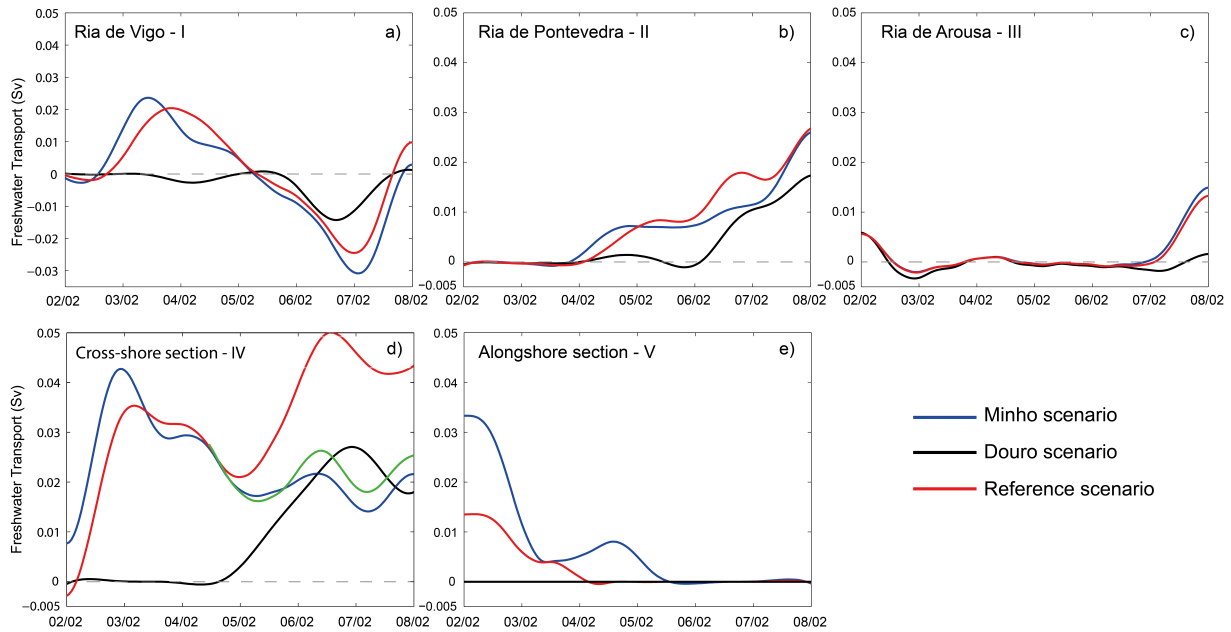 Ria de Vigo - I
a)
Freshwater Transport (Sv)
0.05
0.04
0.03
0.02
0.01
0
−0.01
−0.02
−0.03
02/02 03/02 04/02 05/02 06/02 07/02 08/02
Ria de Pontevedra - II
b)
0.05
0.04
0.03
0.02
0.01
0
−0.005
02/02 03/02 04/02 05/02 06/02 07/02 08/02
Ria de Arousa - III
c)
0.05
0.04
0.03
0.02
0.01
0
−0.005
02/02 03/02 04/02 05/02 06/02 07/02 08/02
Cross-shore section - IV
d)
Freshwater Transport (Sv)
0.05
0.04
0.03
0.02
0.01
0
−0.005
02/02 03/02 04/02 05/02 06/02 07/02 08/02
Alongshore section - V
e)
0.05
0.04
0.03
0.02
0.01
0
−0.005
02/02 03/02 04/02 05/02 06/02 07/02 08/02
Minho scenario
Douro scenario
Reference scenario